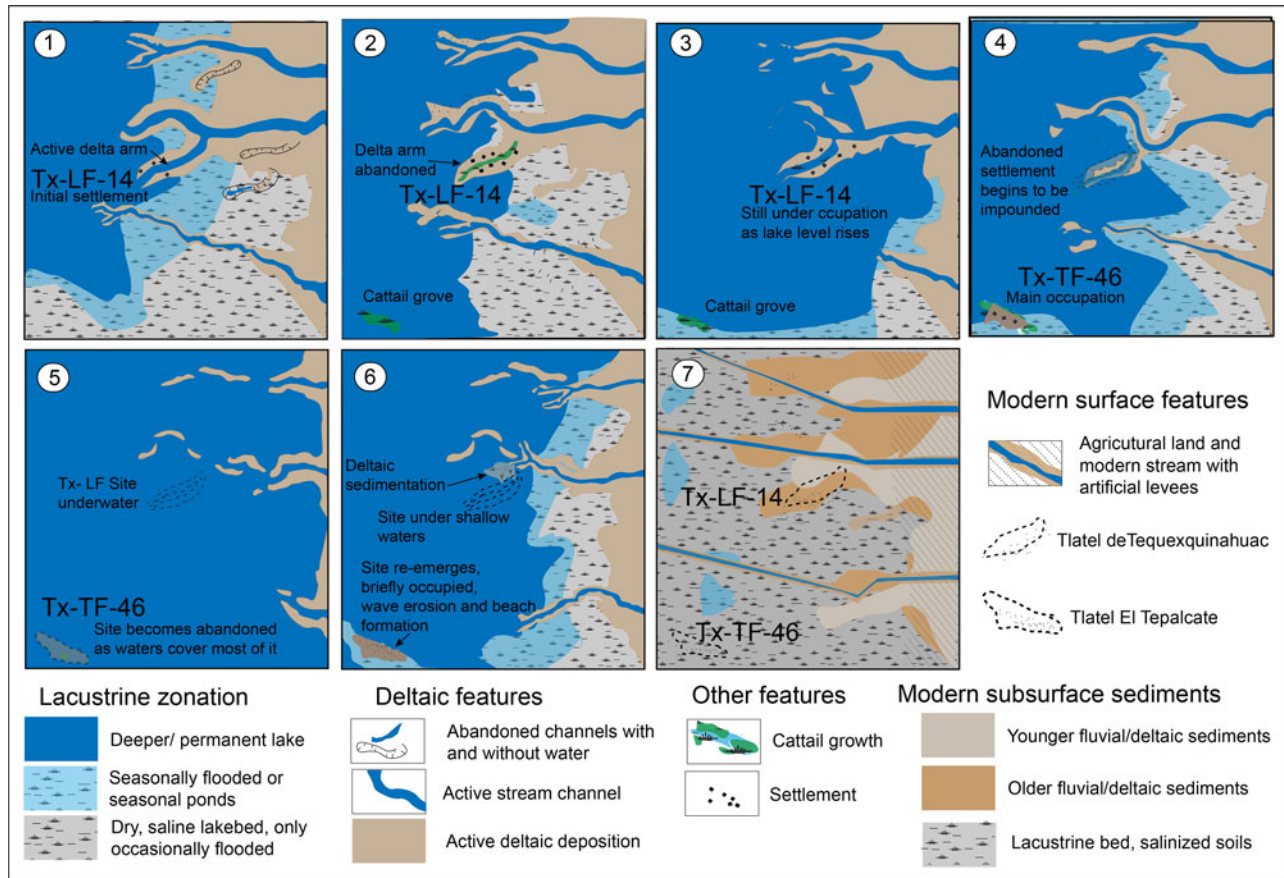 1
Active delta arm
Tx-LF-14
Initial settlement
2
Delta arm
abandoned
Tx-LF-14
Cattail grove
3
Tx-LF-14
Still under ccupation
as lake level rises
Cattail grove
4
Abandoned
settlement
begins to be
impounded
Tx-TF-46
Main occupation
5
Tx- LF Site
underwater
Tx-TF-46
Site becomes abandoned
as waters cover most of it
6
Deltaic
sedimentation
Site under shallow
waters
Site re-emerges,
briefly occupied,
wave erosion and beach
formation
7
Tx-LF-14
Tx-TF-46
Modern surface features
Agricutural land and
modern stream with
artificial levees
Tlatel deTequexquinahuac
Tlatel El Tepalcate
Lacustrine zonation
Deeper/ permanent lake
Seasonally flooded or
seasonal ponds
Dry, saline lakebed, only
occasionally flooded
Deltaic features
Abandoned channels with
and without water
Active stream channel
Active deltaic deposition
Other features
Cattail growth
Settlement
Modern subsurface sediments
Younger fluvial/deltaic sediments
Older fluvial/deltaic sediments
Lacustrine bed, salinized soils